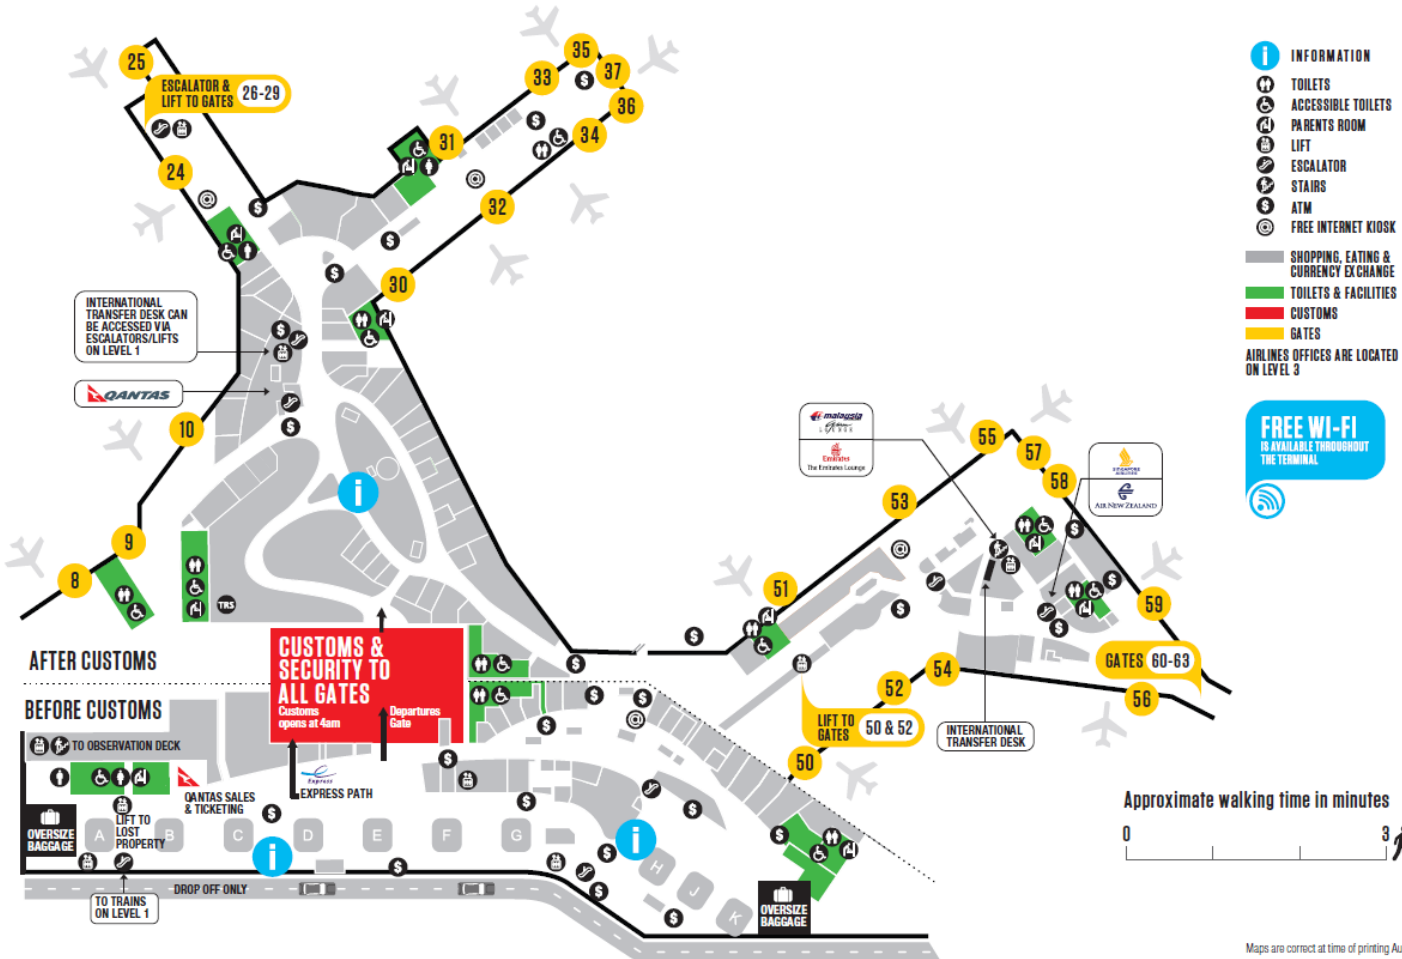 25
ESCALATOR &
LIFT TO GATES
26-29
24
31
33
35
37
36
34
32
30
INTERNATIONAL
TRANSFER DESK CAN
BE ACCESSED VIA
ESCALATORS/LIFTS
ON LEVEL 1
QANTAS
10
9
8
TRS
AFTER CUSTOMS
BEFORE CUSTOMS
CUSTOMS &
SECURITY TO
ALL GATES
Customs
opens at 4am
Departures
Gate
TO OBSERVATION DECK
QANTAS SALES
& TICKETING
Express
EXPRESS PATH
LIFT TO
LOST
PROPERTY
OVERSIZE
BAGGAGE
A
B
C
D
E
F
G
H
J
K
TO TRAINS
ON LEVEL 1
DROP OFF ONLY
OVERSIZE
BAGGAGE
malaysia
LOUNGE
Emirates
The Emirates Lounge
SINGAPORE
AIRLINES
AIR NEW ZEALAND
55
57
58
53
51
59
GATES 60-63
56
54
52
50
LIFT TO
GATES
50 & 52
INTERNATIONAL
TRANSFER DESK
i INFORMATION
TOILETS
ACCESSIBLE TOILETS
PARENTS ROOM
LIFT
ESCALATOR
STAIRS
$ ATM
@ FREE INTERNET KIOSK
SHOPPING, EATING &
CURRENCY EXCHANGE
TOILETS & FACILITIES
CUSTOMS
GATES
AIRLINES OFFICES ARE LOCATED
ON LEVEL 3
FREE WI-FI
IS AVAILABLE THROUGHOUT
THE TERMINAL
Approximate walking time in minutes
0
3
Maps are correct at time of printing Au